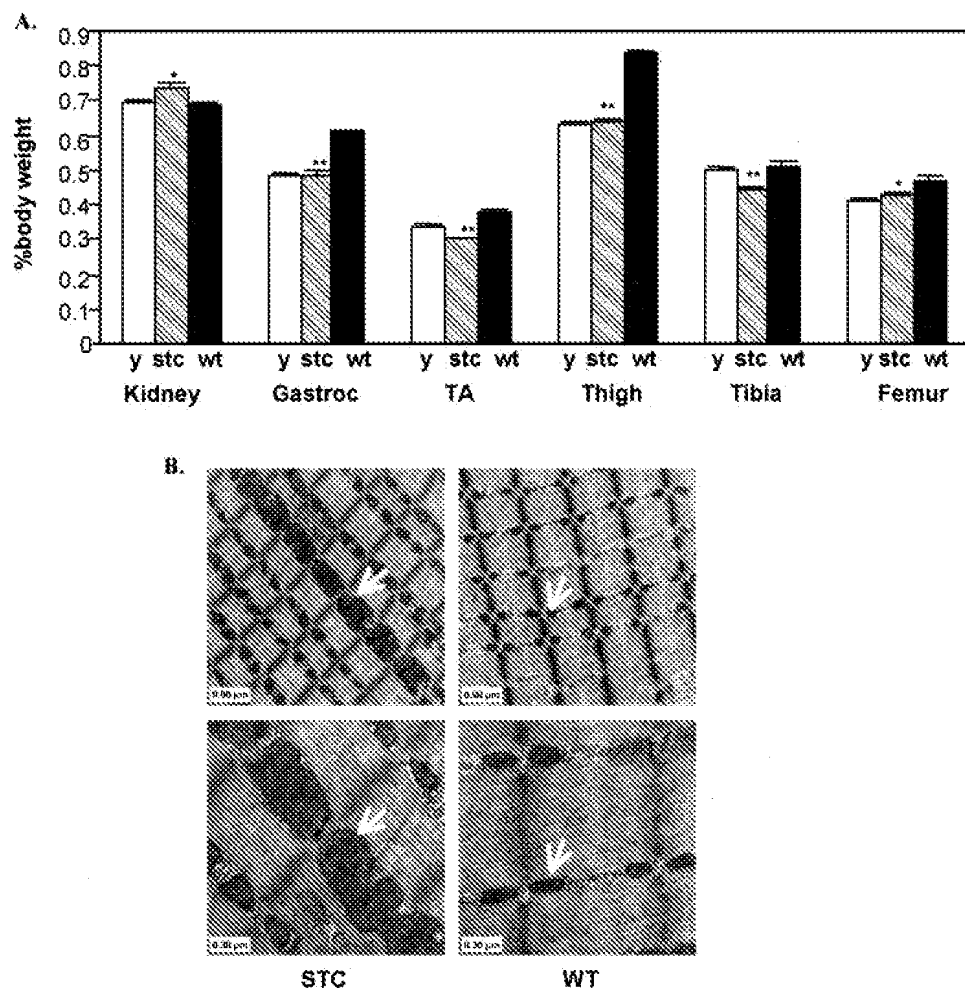 A.
0.9
0.8
0.7
0.6
0.5
0.4
0.3
0.2
0.1
0
%body weight
* ** ** ** ** *
y stc wt y stc wt y stc wt y stc wt y stc wt y stc wt
Kidney Gastroc TA Thigh Tibia Femur
B.
STC WT